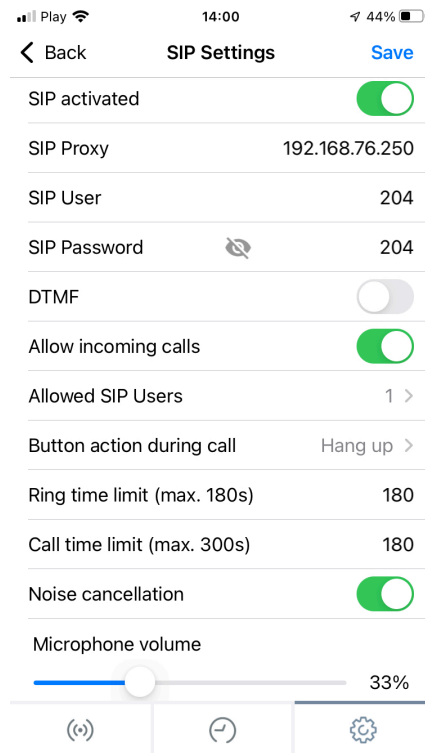 Play 14:00 44%
Back SIP Settings Save
SIP activated
SIP Proxy 192.168.76.250
SIP User 204
SIP Password 204
DTMF
Allow incoming calls
Allowed SIP Users 1
Button action during call Hang up
Ring time limit (max. 180s) 180
Call time limit (max. 300s) 180
Noise cancellation
Microphone volume
33%